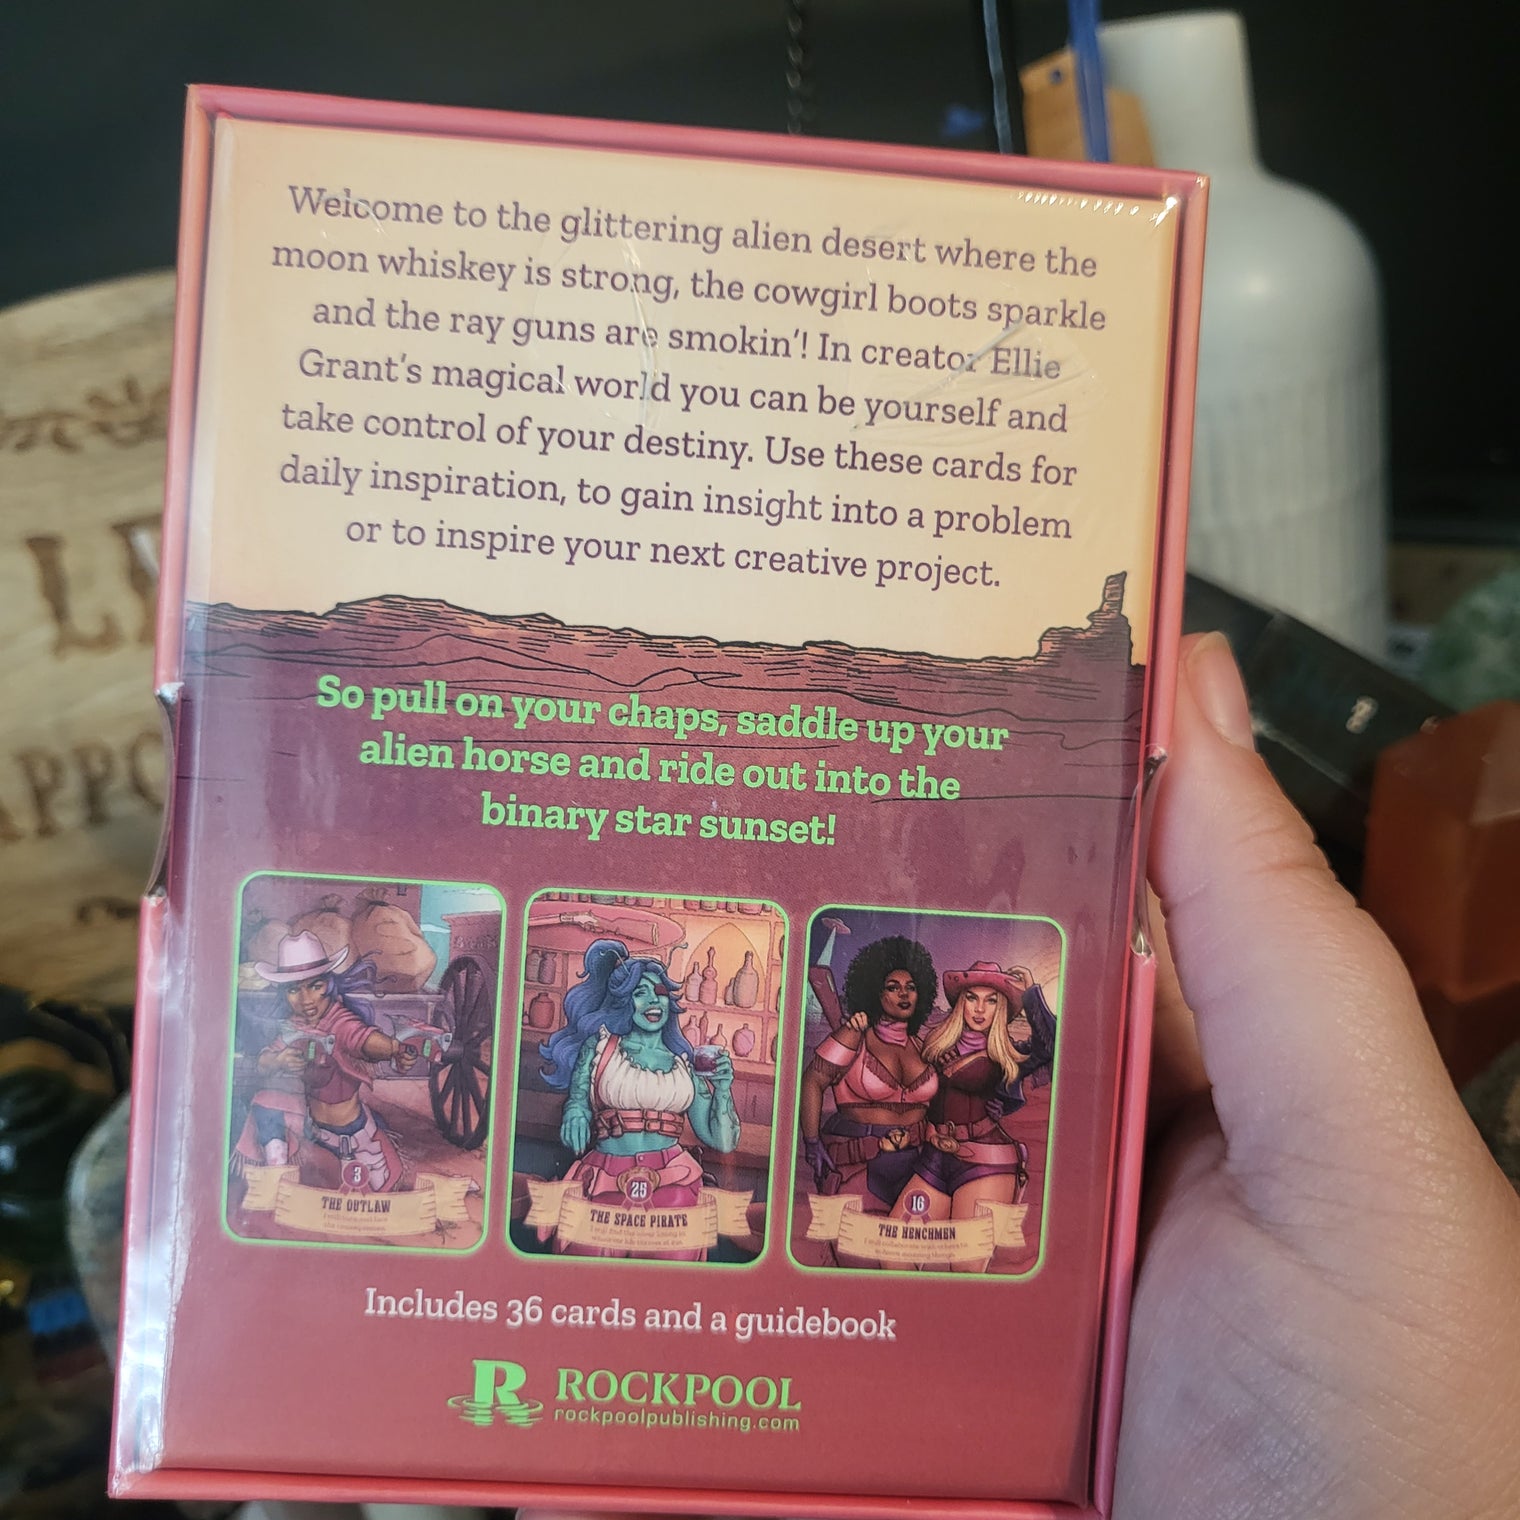 Welcome to the glittering alien desert where the
moon whiskey is strong, the cowgirl boots sparkle
and the ray guns are smokin'! In creator Ellie
Grant's magical world you can be yourself and
take control of your destiny. Use these cards for
daily inspiration, to gain insight into a problem
or to inspire your next creative project.
So pull on your chaps, saddle up your
alien horse and ride out into the
binary star sunset!
3
THE OUTLAW
25
THE SPACE PIRATE
16
THE HENCHMEN
Includes 36 cards and a guidebook
R ROCKPOOL
rockpoolpublishing.com